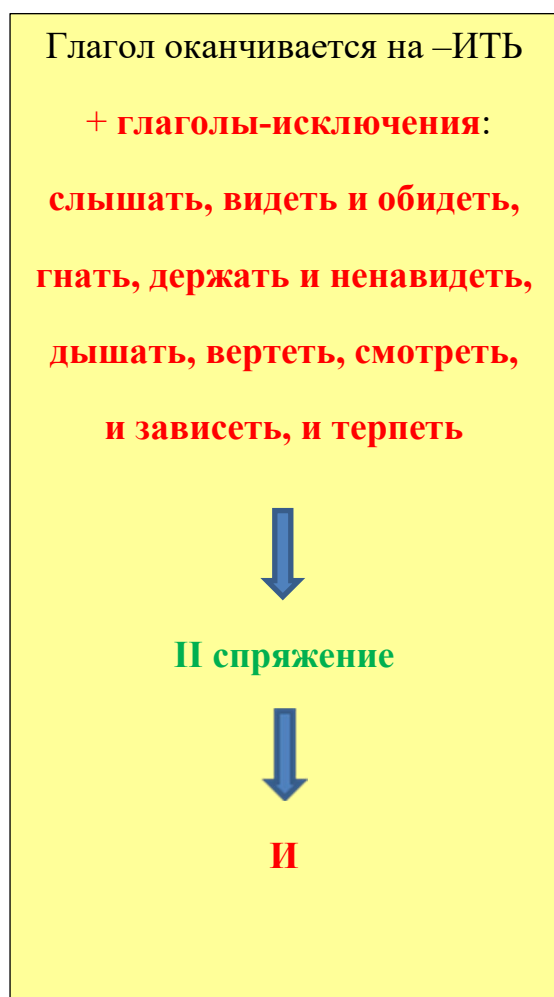 Глагол оканчивается на –ИТЬ
+ глаголы-исключения:
слышать, видеть и обидеть,
гнать, держать и ненавидеть,
дышать, вертеть, смотреть,
и зависеть, и терпеть
II спряжение
И